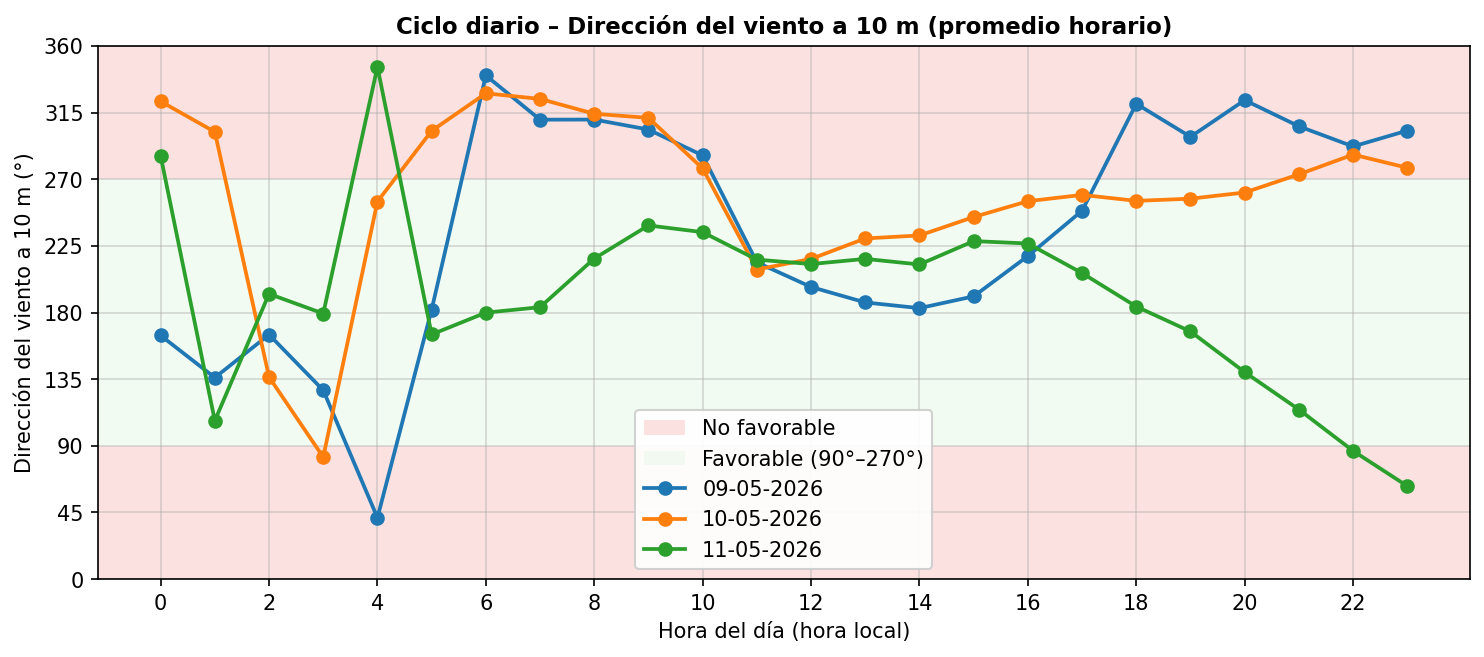 Ciclo diario – Dirección del viento a 10 m (promedio horario)
Dirección del viento a 10 m (°)
360
315
270
225
180
135
90
45
0
No favorable
Favorable (90°–270°)
09-05-2026
10-05-2026
11-05-2026
0 2 4 6 8 10 12 14 16 18 20 22
Hora del día (hora local)